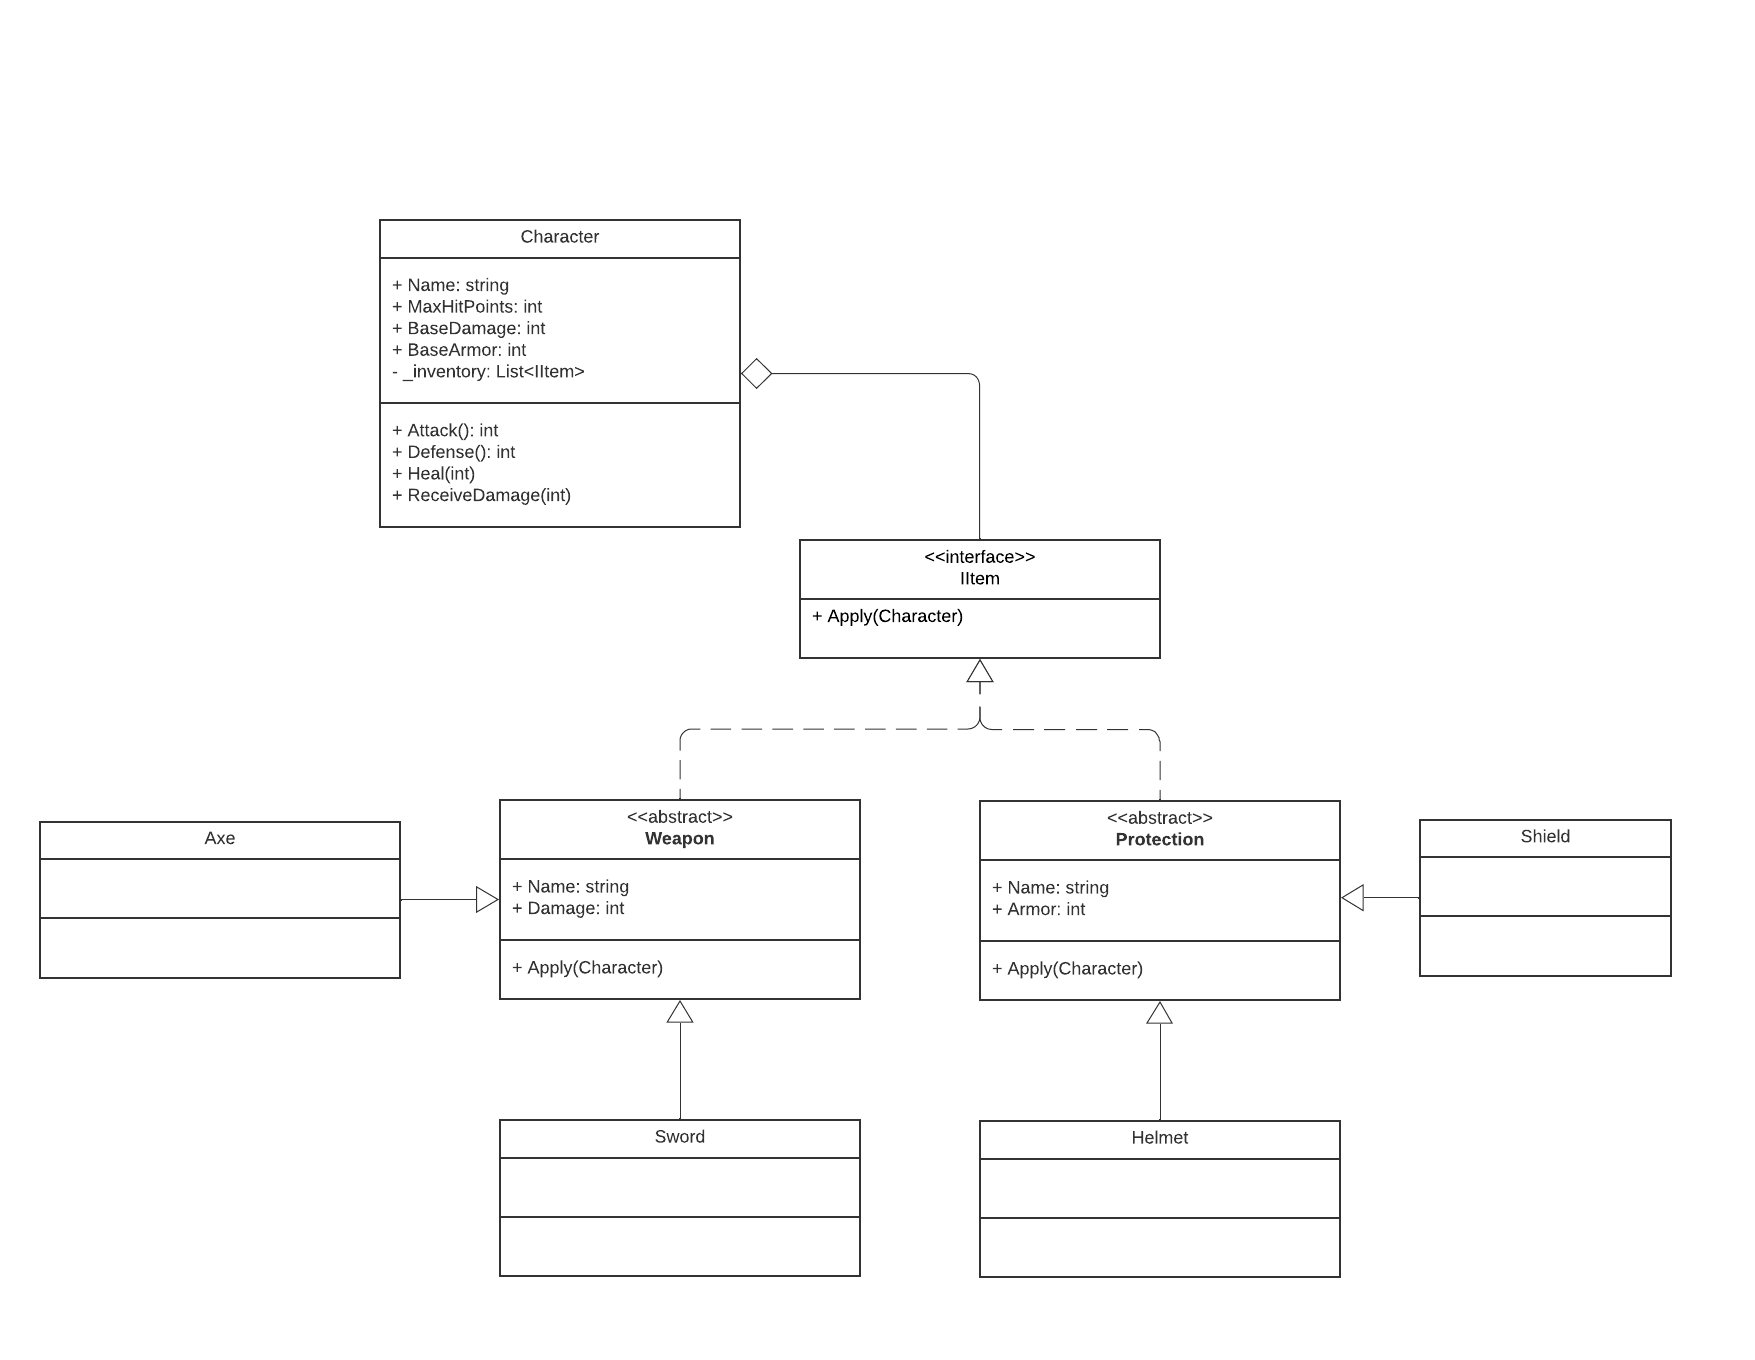 Character
+ Name: string
+ MaxHitPoints: int
+ BaseDamage: int
+ BaseArmor: int
- _inventory: List<IItem>
+ Attack(): int
+ Defense(): int
+ Heal(int)
+ ReceiveDamage(int)
<<interface>>
IItem
+ Apply(Character)
Axe
<<abstract>>
Weapon
+ Name: string
+ Damage: int
+ Apply(Character)
<<abstract>>
Protection
+ Name: string
+ Armor: int
+ Apply(Character)
Shield
Sword
Helmet